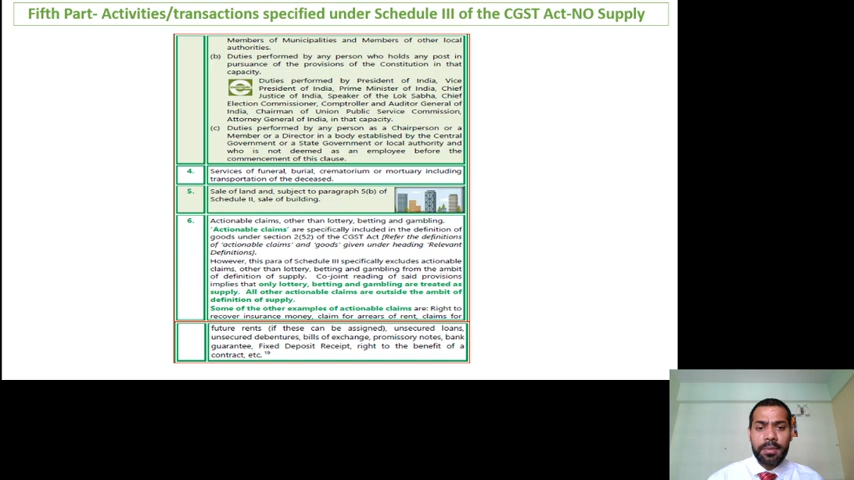 Fifth Part- Activities/transactions specified under Schedule III of the CGST Act-NO Supply
Members of Municipalities and Members of other local
authorities.
(b) Duties performed by any person who holds any post in
pursuance of the provisions of the Constitution in that
capacity.
Duties performed by President of India, Vice
President of India, Prime Minister of India, Chief
Justice of India, Speaker of the Lok Sabha, Chief
Election Commissioner, Comptroller and Auditor General of
India, Chairman of Union Public Service Commission,
Attorney General of India, in that capacity.
(c) Duties performed by any person as a Chairperson or a
Member or a Director in a body established by the Central
Government or a State Government or local authority and
who is not deemed as an employee before the
commencement of this clause.
4. Services of funeral, burial, crematorium or mortuary including
transportation of the deceased.
5. Sale of land and, subject to paragraph 5(b) of
Schedule II, sale of building.
6. Actionable claims, other than lottery, betting and gambling.
'Actionable claims' are specifically included in the definition of
goods under section 2(52) of the CGST Act [Refer the definitions
of 'actionable claims' and 'goods' given under heading 'Relevant
Definitions].
However, this para of Schedule III specifically excludes actionable
claims, other than lottery, betting and gambling from the ambit
of definition of supply. Co-joint reading of said provisions
implies that only lottery, betting and gambling are treated as
supply. All other actionable claims are outside the ambit of
definition of supply.
Some of the other examples of actionable claims are: Right to
recover insurance money, claim for arrears of rent, claims for
future rents (if these can be assigned), unsecured loans,
unsecured debentures, bills of exchange, promissory notes, bank
guarantee, Fixed Deposit Receipt, right to the benefit of a
contract, etc. 19